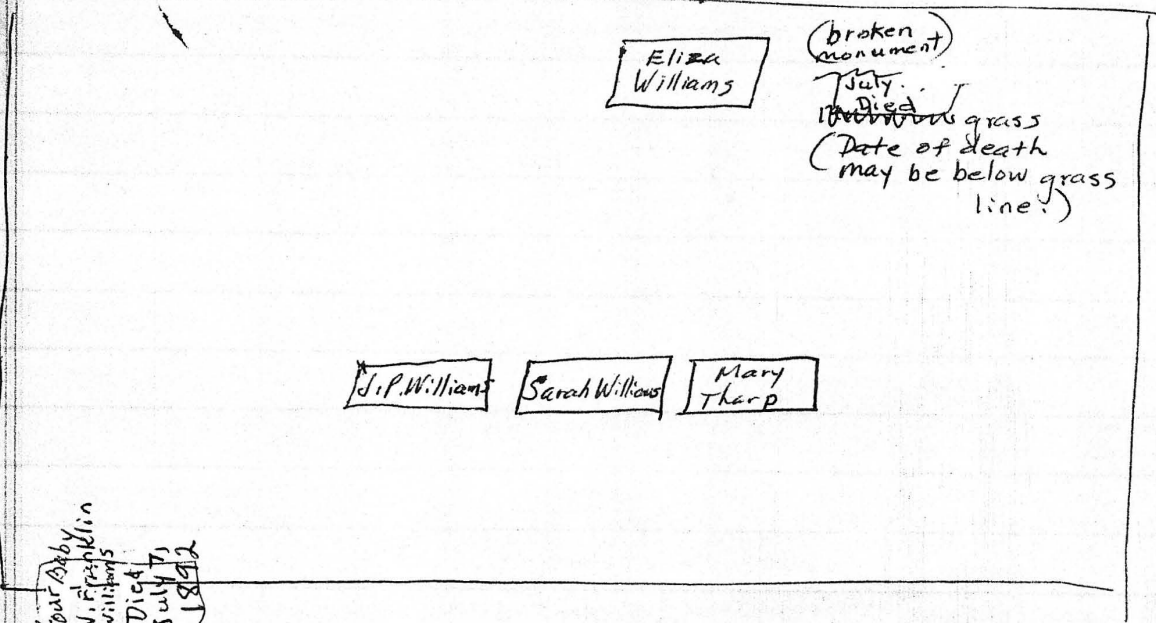 Eliza
Williams
(broken
monument)
July
Died
grass
(Date of death
may be below grass
line.)
J.P. Williams
Sarah Williams
Mary
Tharp
Our Baby
Franklin
Williams
Died
July 7,
1892